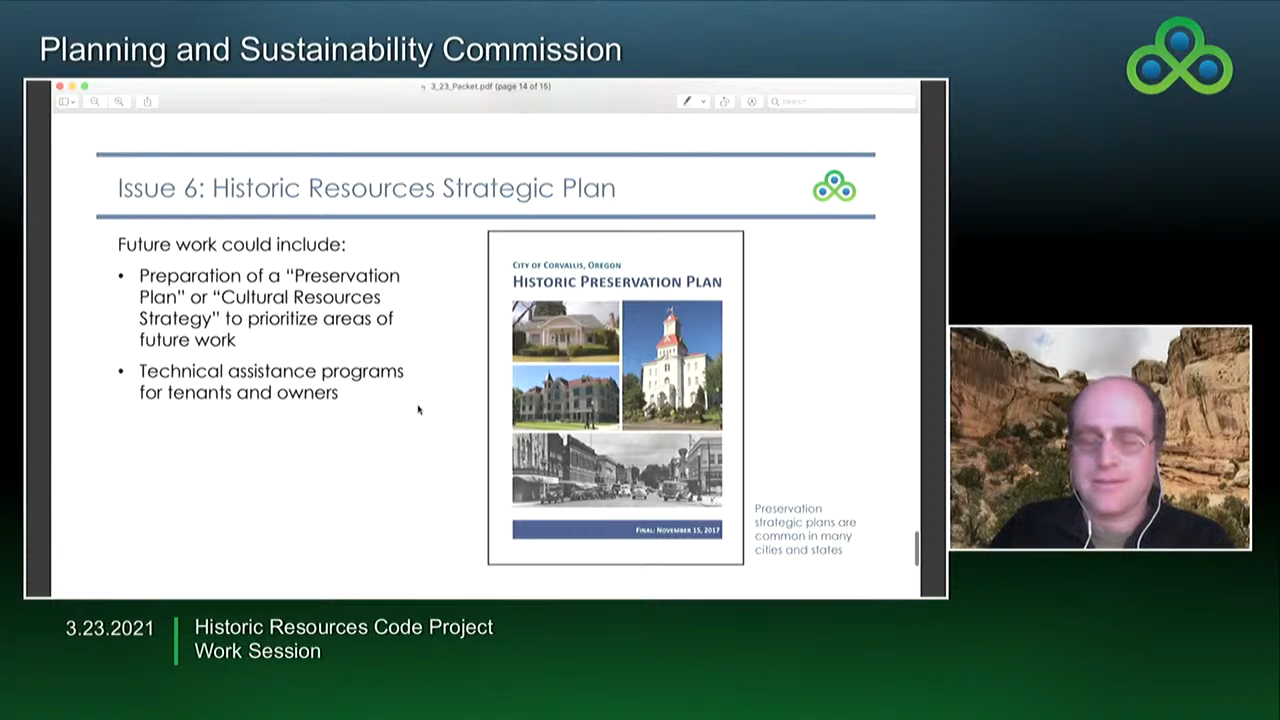 Planning and Sustainability Commission
3_23_Packet.pdf (page 14 of 15)
Search
Issue 6: Historic Resources Strategic Plan
Future work could include:
• Preparation of a “Preservation
Plan” or “Cultural Resources
Strategy” to prioritize areas of
future work
• Technical assistance programs
for tenants and owners
City of Corvallis, Oregon
Historic Preservation Plan
Final: November 15, 2017
Preservation
strategic plans are
common in many
cities and states
3.23.2021
Historic Resources Code Project
Work Session